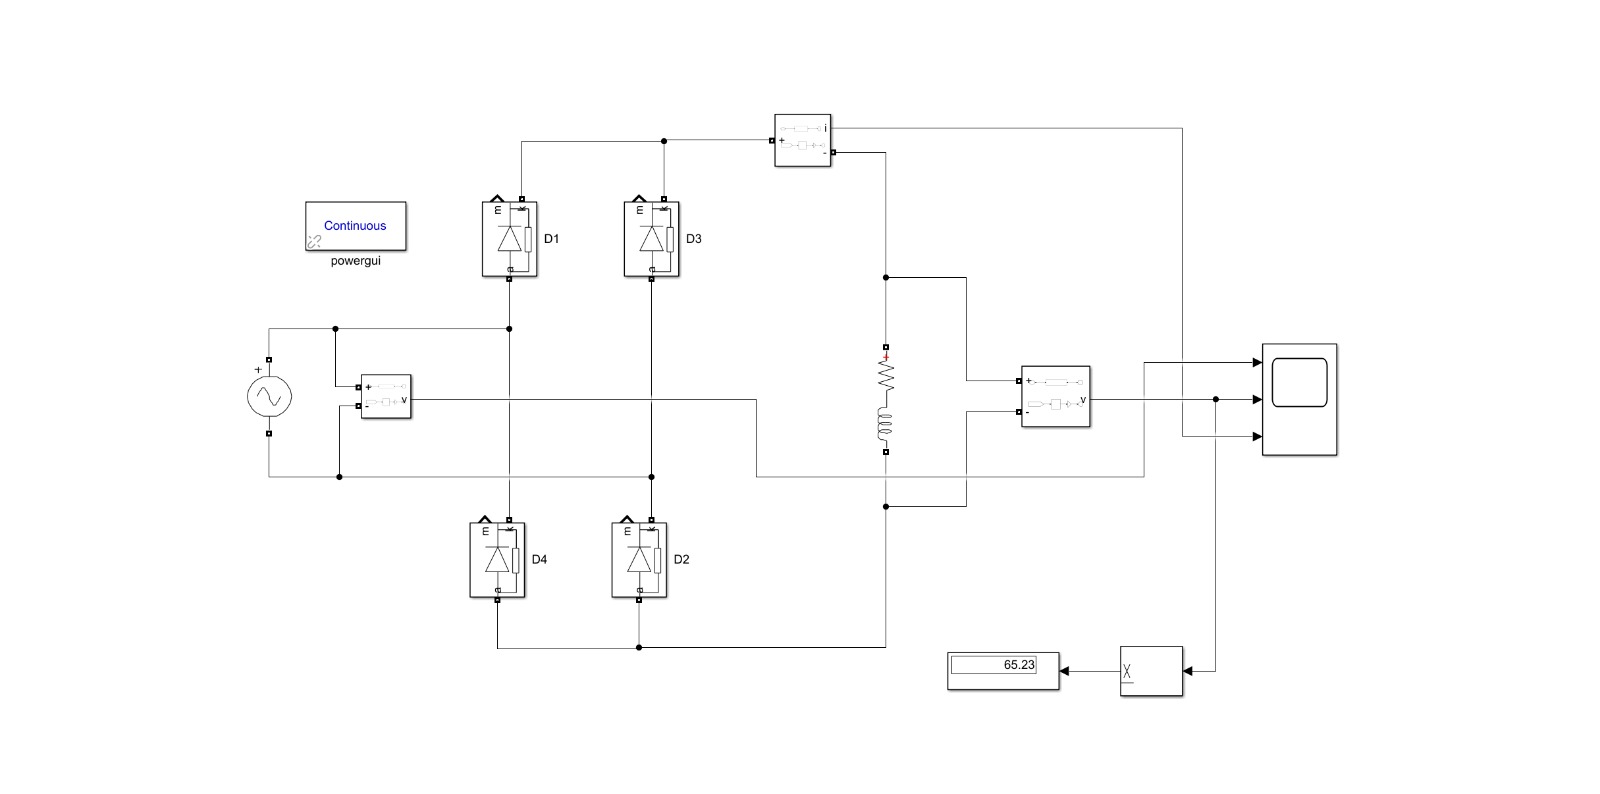 i
+
-
m
k
m
k
Continuous
D1
D3
powergui
a
a
+
+
+
v
-
+
v
-
m
k
m
k
D4
D2
a
a
65.23
x